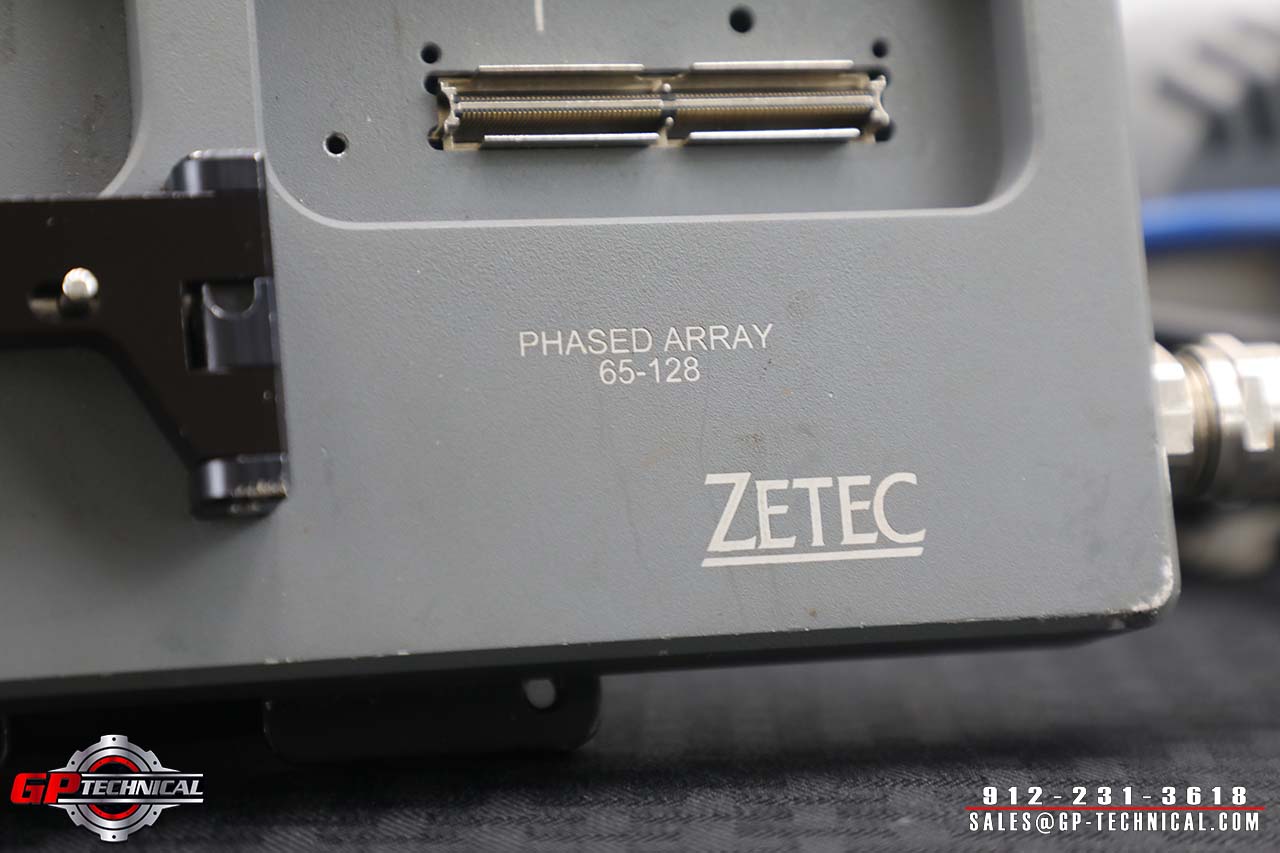 PHASED ARRAY
65-128
ZETEC
GP TECHNICAL
912-231-3618
SALES@GP-TECHNICAL.COM